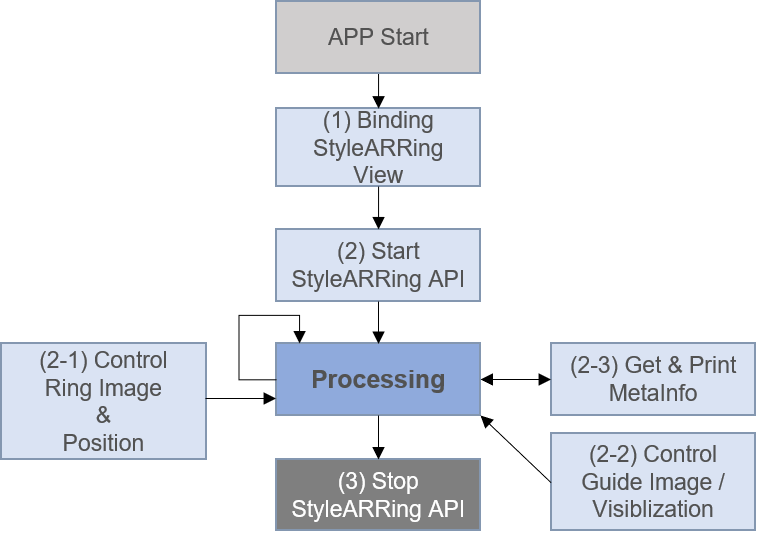 APP Start
(1) Binding
StyleARRing
View
(2) Start
StyleARRing API
(2-1) Control
Ring Image
&
Position
Processing
(2-3) Get & Print
MetaInfo
(2-2) Control
Guide Image /
Visiblization
(3) Stop
StyleARRing API